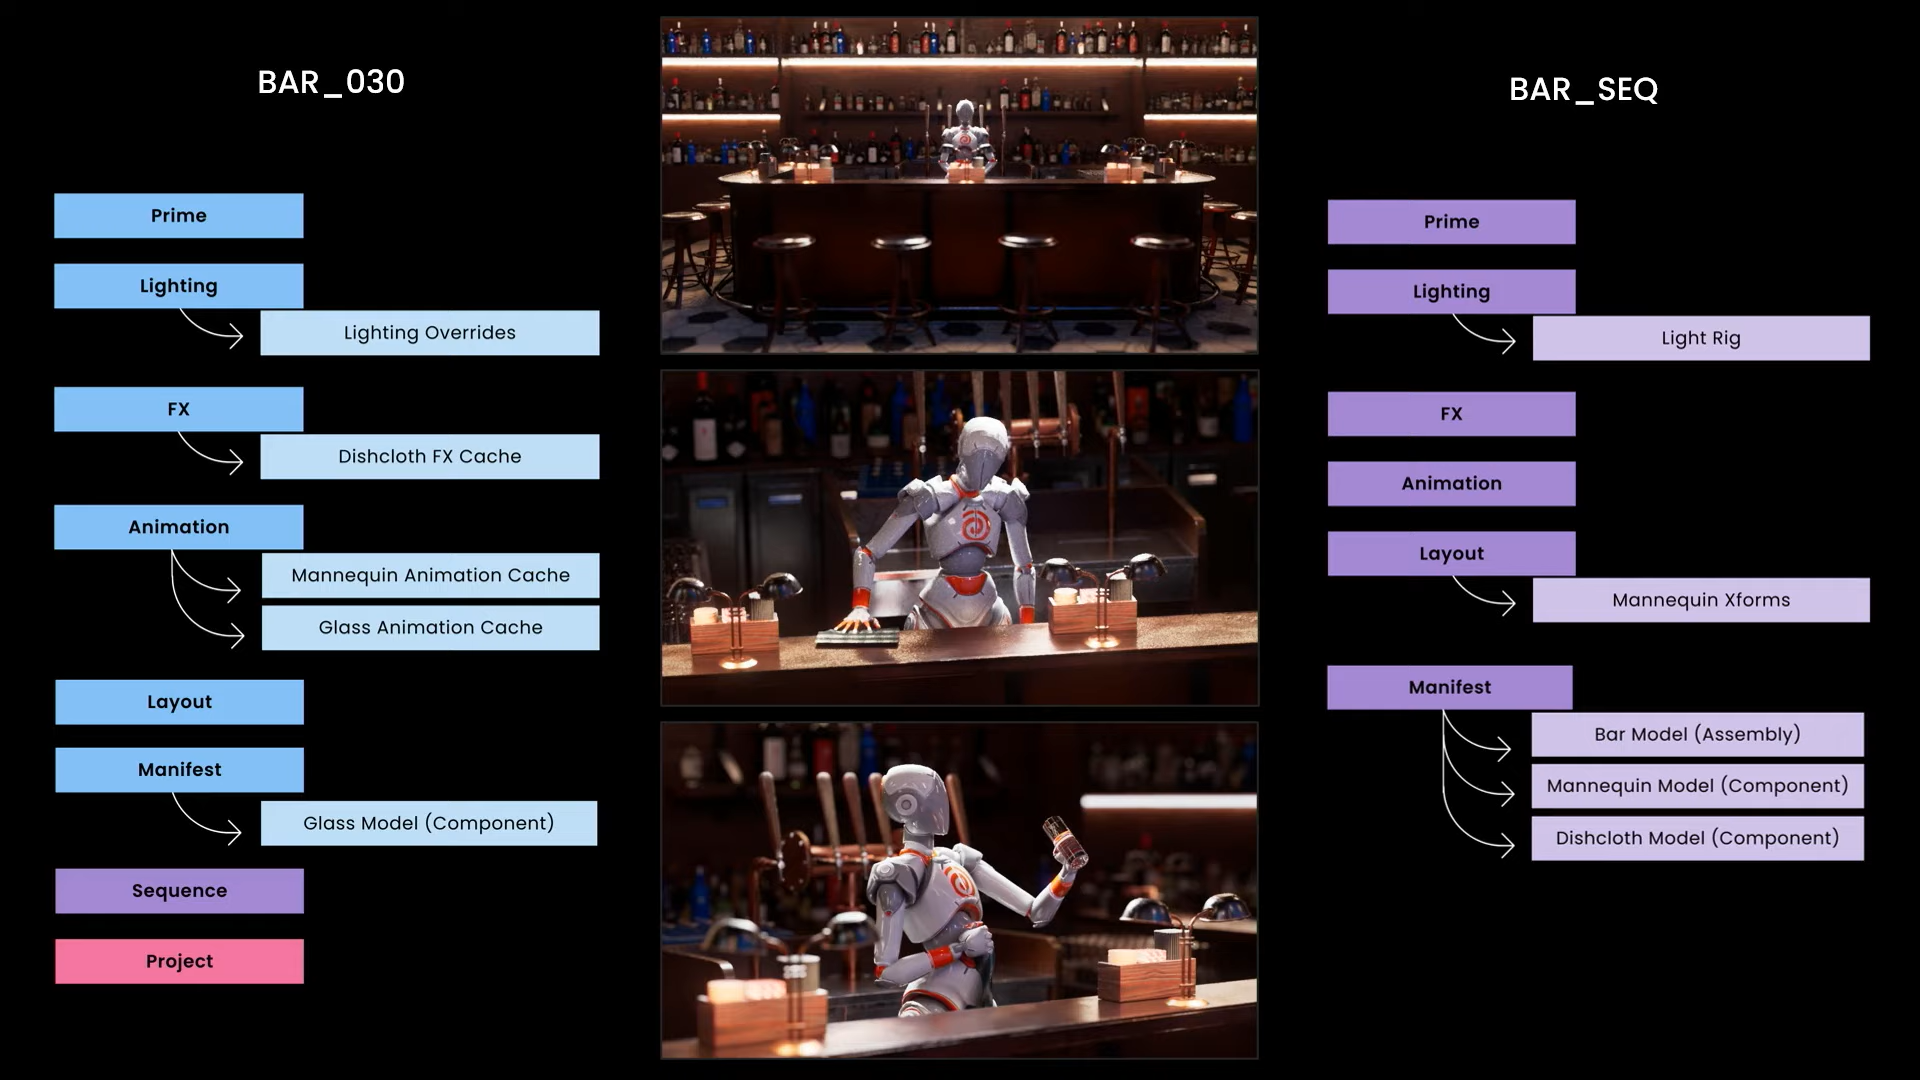 BAR_030
Prime
Lighting
Lighting Overrides
FX
Dishcloth FX Cache
Animation
Mannequin Animation Cache
Glass Animation Cache
Layout
Manifest
Glass Model (Component)
Sequence
Project
BAR_SEQ
Prime
Lighting
Light Rig
FX
Animation
Layout
Mannequin Xforms
Manifest
Bar Model (Assembly)
Mannequin Model (Component)
Dishcloth Model (Component)